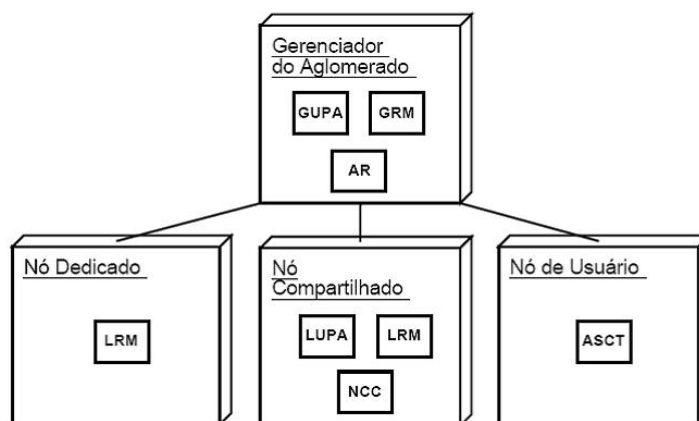 Gerenciador
do Aglomerado
GUPA
GRM
AR
Nó Dedicado
LRM
Nó
Compartilhado
LUPA
LRM
NCC
Nó de Usuário
ASCT